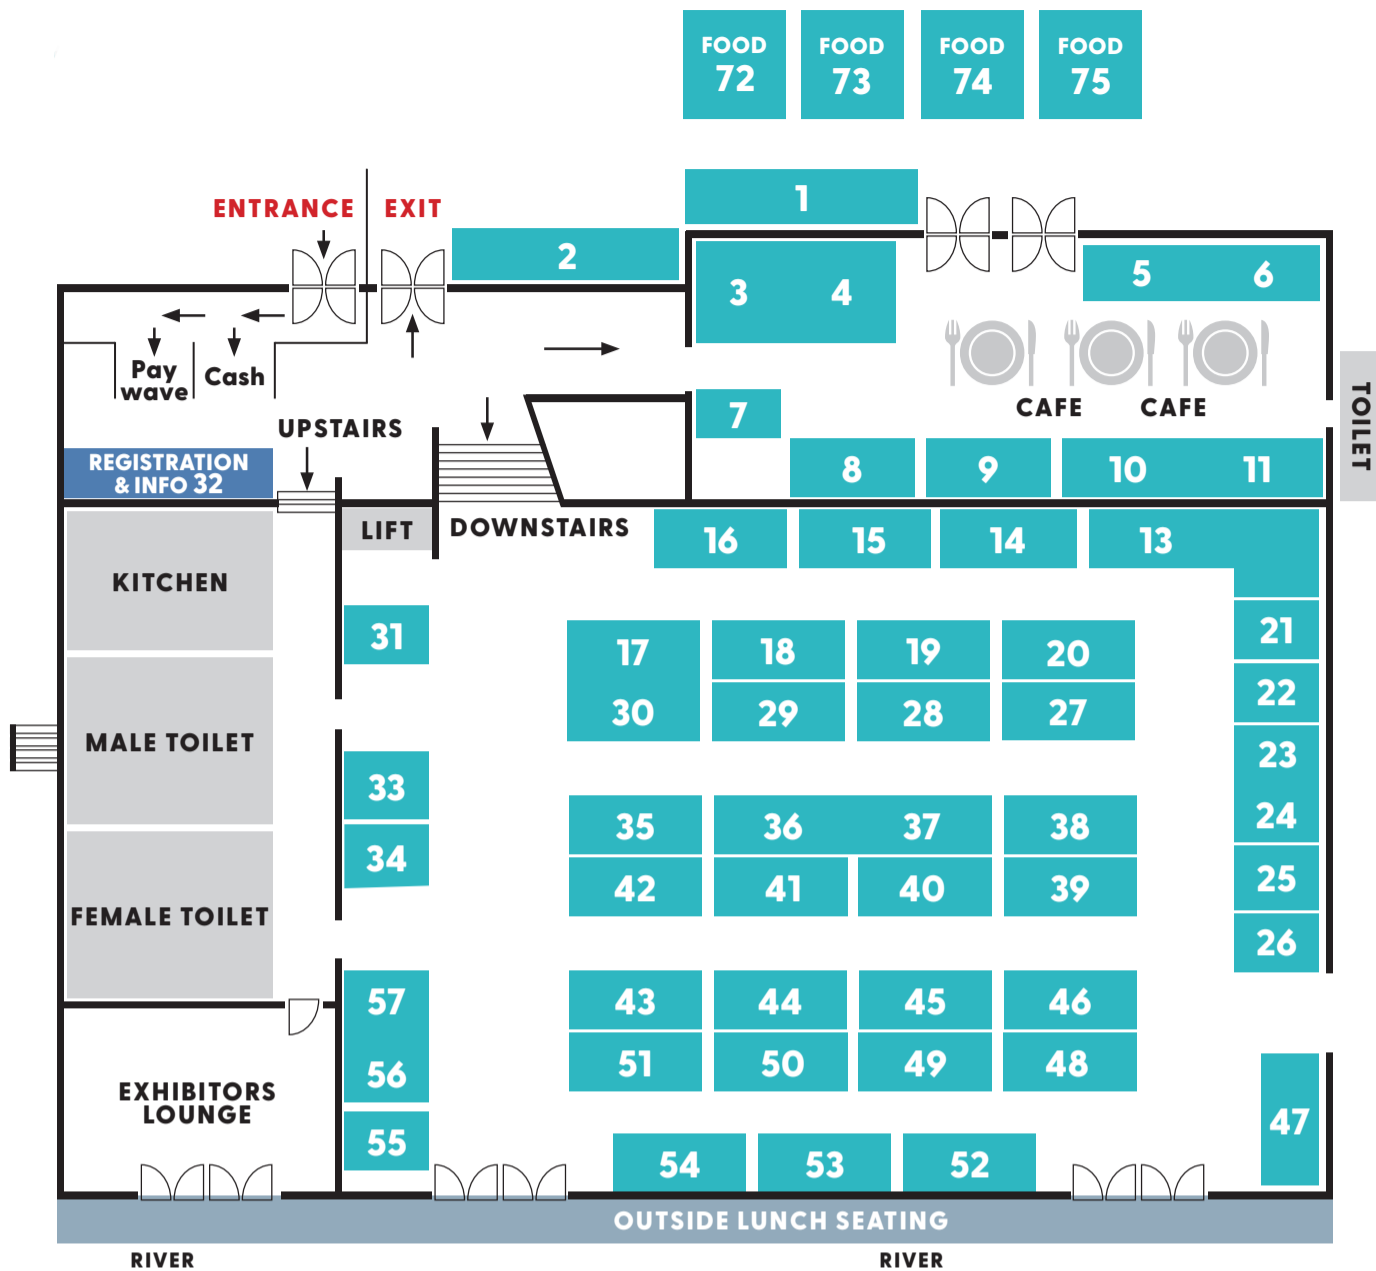 FOOD
72
FOOD
73
FOOD
74
FOOD
75
1
ENTRANCE
EXIT
2
3
4
5
6
Pay
wave
Cash
CAFE
CAFE
TOILET
7
UPSTAIRS
REGISTRATION
& INFO 32
8
9
10
11
LIFT
DOWNSTAIRS
16
15
14
13
KITCHEN
31
17
18
19
20
21
30
29
28
27
22
MALE TOILET
23
33
35
36
37
38
24
34
42
41
40
39
25
FEMALE TOILET
26
57
43
44
45
46
56
51
50
49
48
EXHIBITORS
LOUNGE
47
55
54
53
52
OUTSIDE LUNCH SEATING
RIVER
RIVER